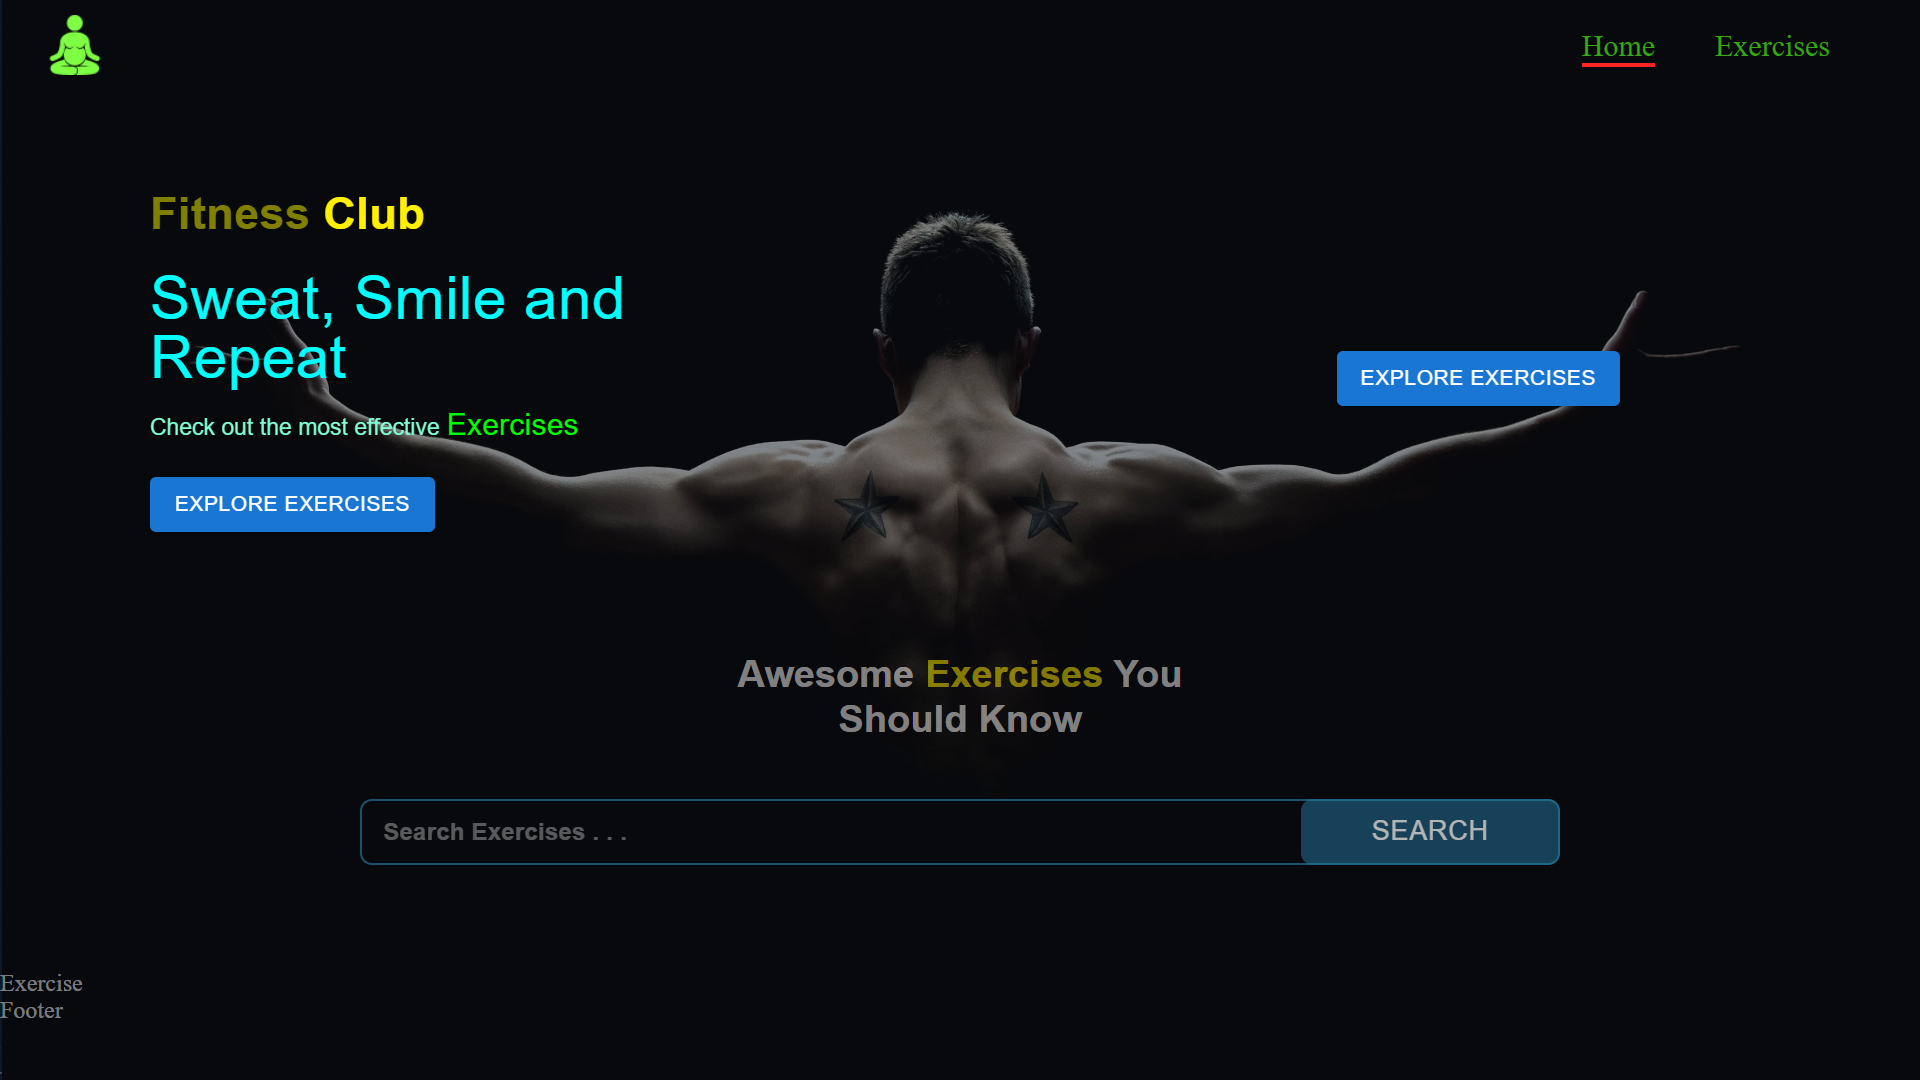 Home
Exercises
Fitness Club
Sweat, Smile and
Repeat
Check out the most effective Exercises
EXPLORE EXERCISES
EXPLORE EXERCISES
Awesome Exercises You
Should Know
Search Exercises . . .
SEARCH
Exercise
Footer